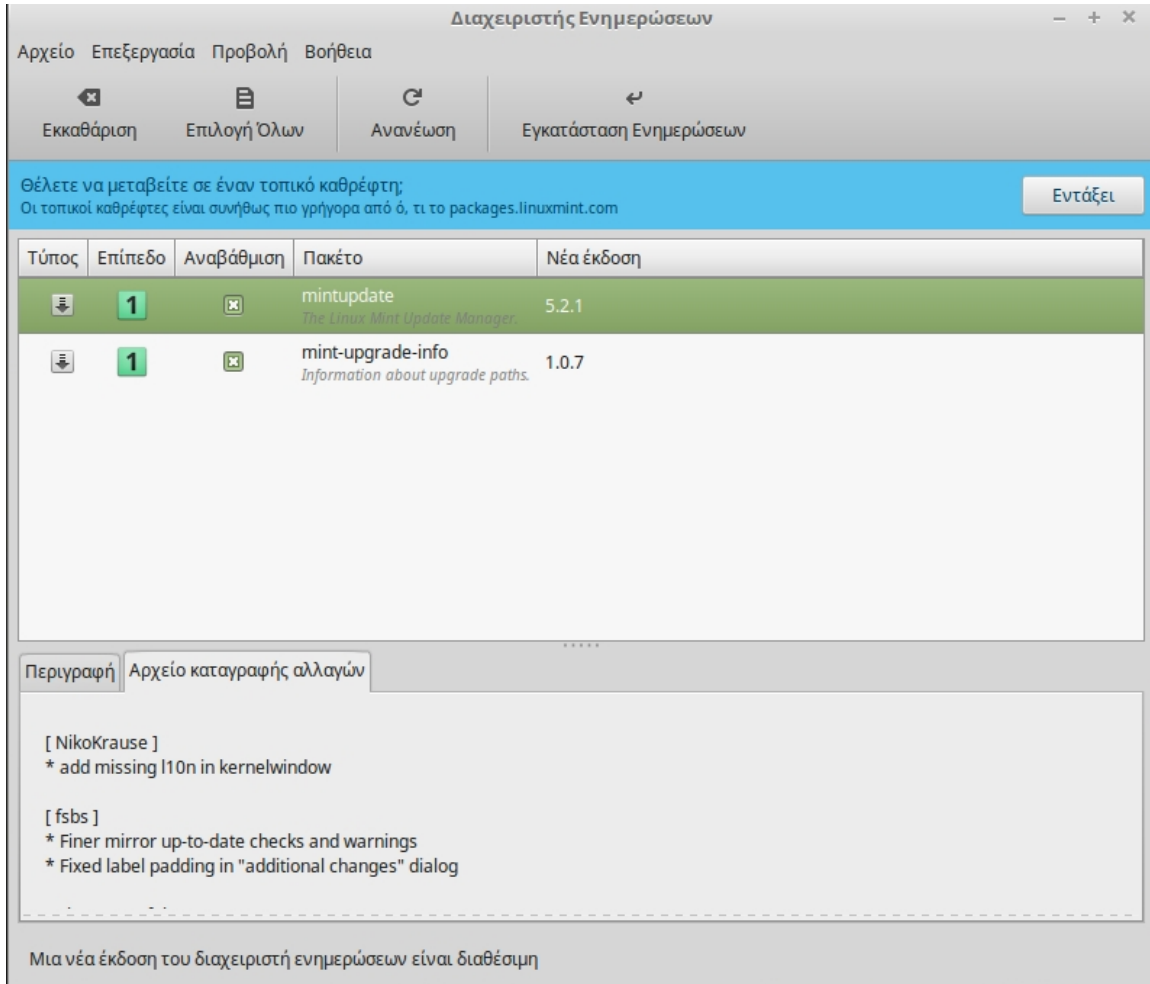 Διαχειριστής Ενημερώσεων
Αρχείο Επεξεργασία Προβολή Βοήθεια
Εκκαθάριση Επιλογή Όλων Ανανέωση Εγκατάσταση Ενημερώσεων
Θέλετε να μεταβείτε σε έναν τοπικό καθρέφτη;
Οι τοπικοί καθρέφτες είναι συνήθως πιο γρήγορα από ό, τι το packages.linuxmint.com
Εντάξει
Τύπος Επίπεδο Αναβάθμιση Πακέτο Νέα έκδοση
1 mintupdate 5.2.1
The Linux Mint Update Manager.
1 mint-upgrade-info 1.0.7
Information about upgrade paths.
Περιγραφή Αρχείο καταγραφής αλλαγών
[ NikoKrause ]
* add missing l10n in kernelwindow
[ fsbs ]
* Finer mirror up-to-date checks and warnings
* Fixed label padding in "additional changes" dialog
Μια νέα έκδοση του διαχειριστή ενημερώσεων είναι διαθέσιμη